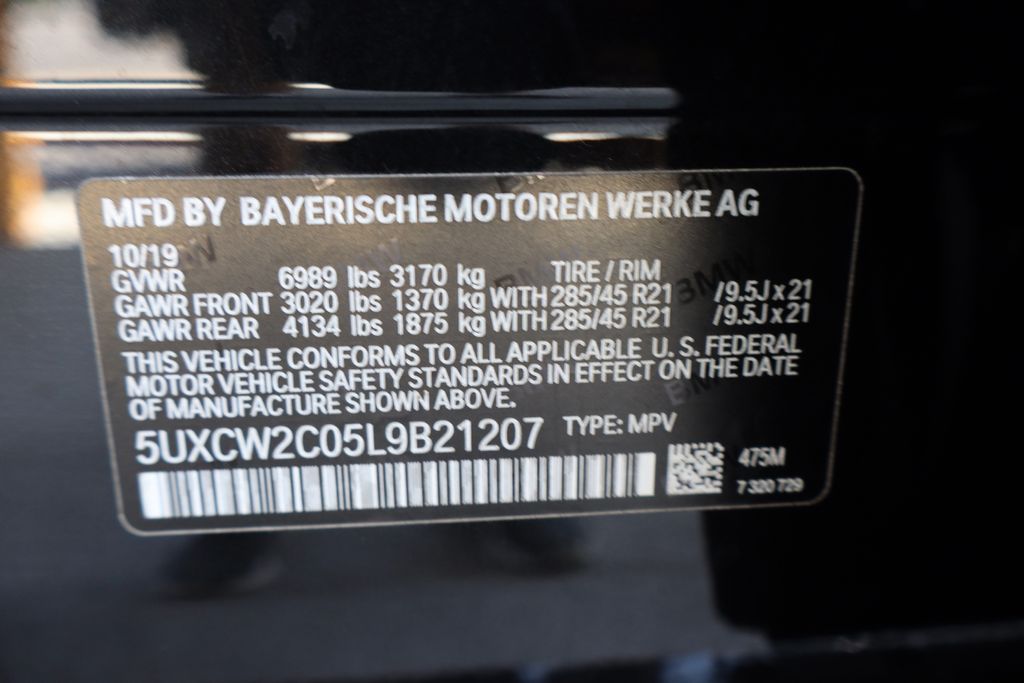 MFD BY BAYERISCHE MOTOREN WERKE AG
10/19
GVWR 6989 lbs 3170 kg TIRE / RIM
GAWR FRONT 3020 lbs 1370 kg WITH 285/45 R21 /9.5J x 21
GAWR REAR 4134 lbs 1875 kg WITH 285/45 R21 /9.5J x 21
THIS VEHICLE CONFORMS TO ALL APPLICABLE U. S. FEDERAL
MOTOR VEHICLE SAFETY STANDARDS IN EFFECT ON THE DATE
OF MANUFACTURE SHOWN ABOVE.
5UXCW2C05L9B21207 TYPE: MPV
475M
7 320 729